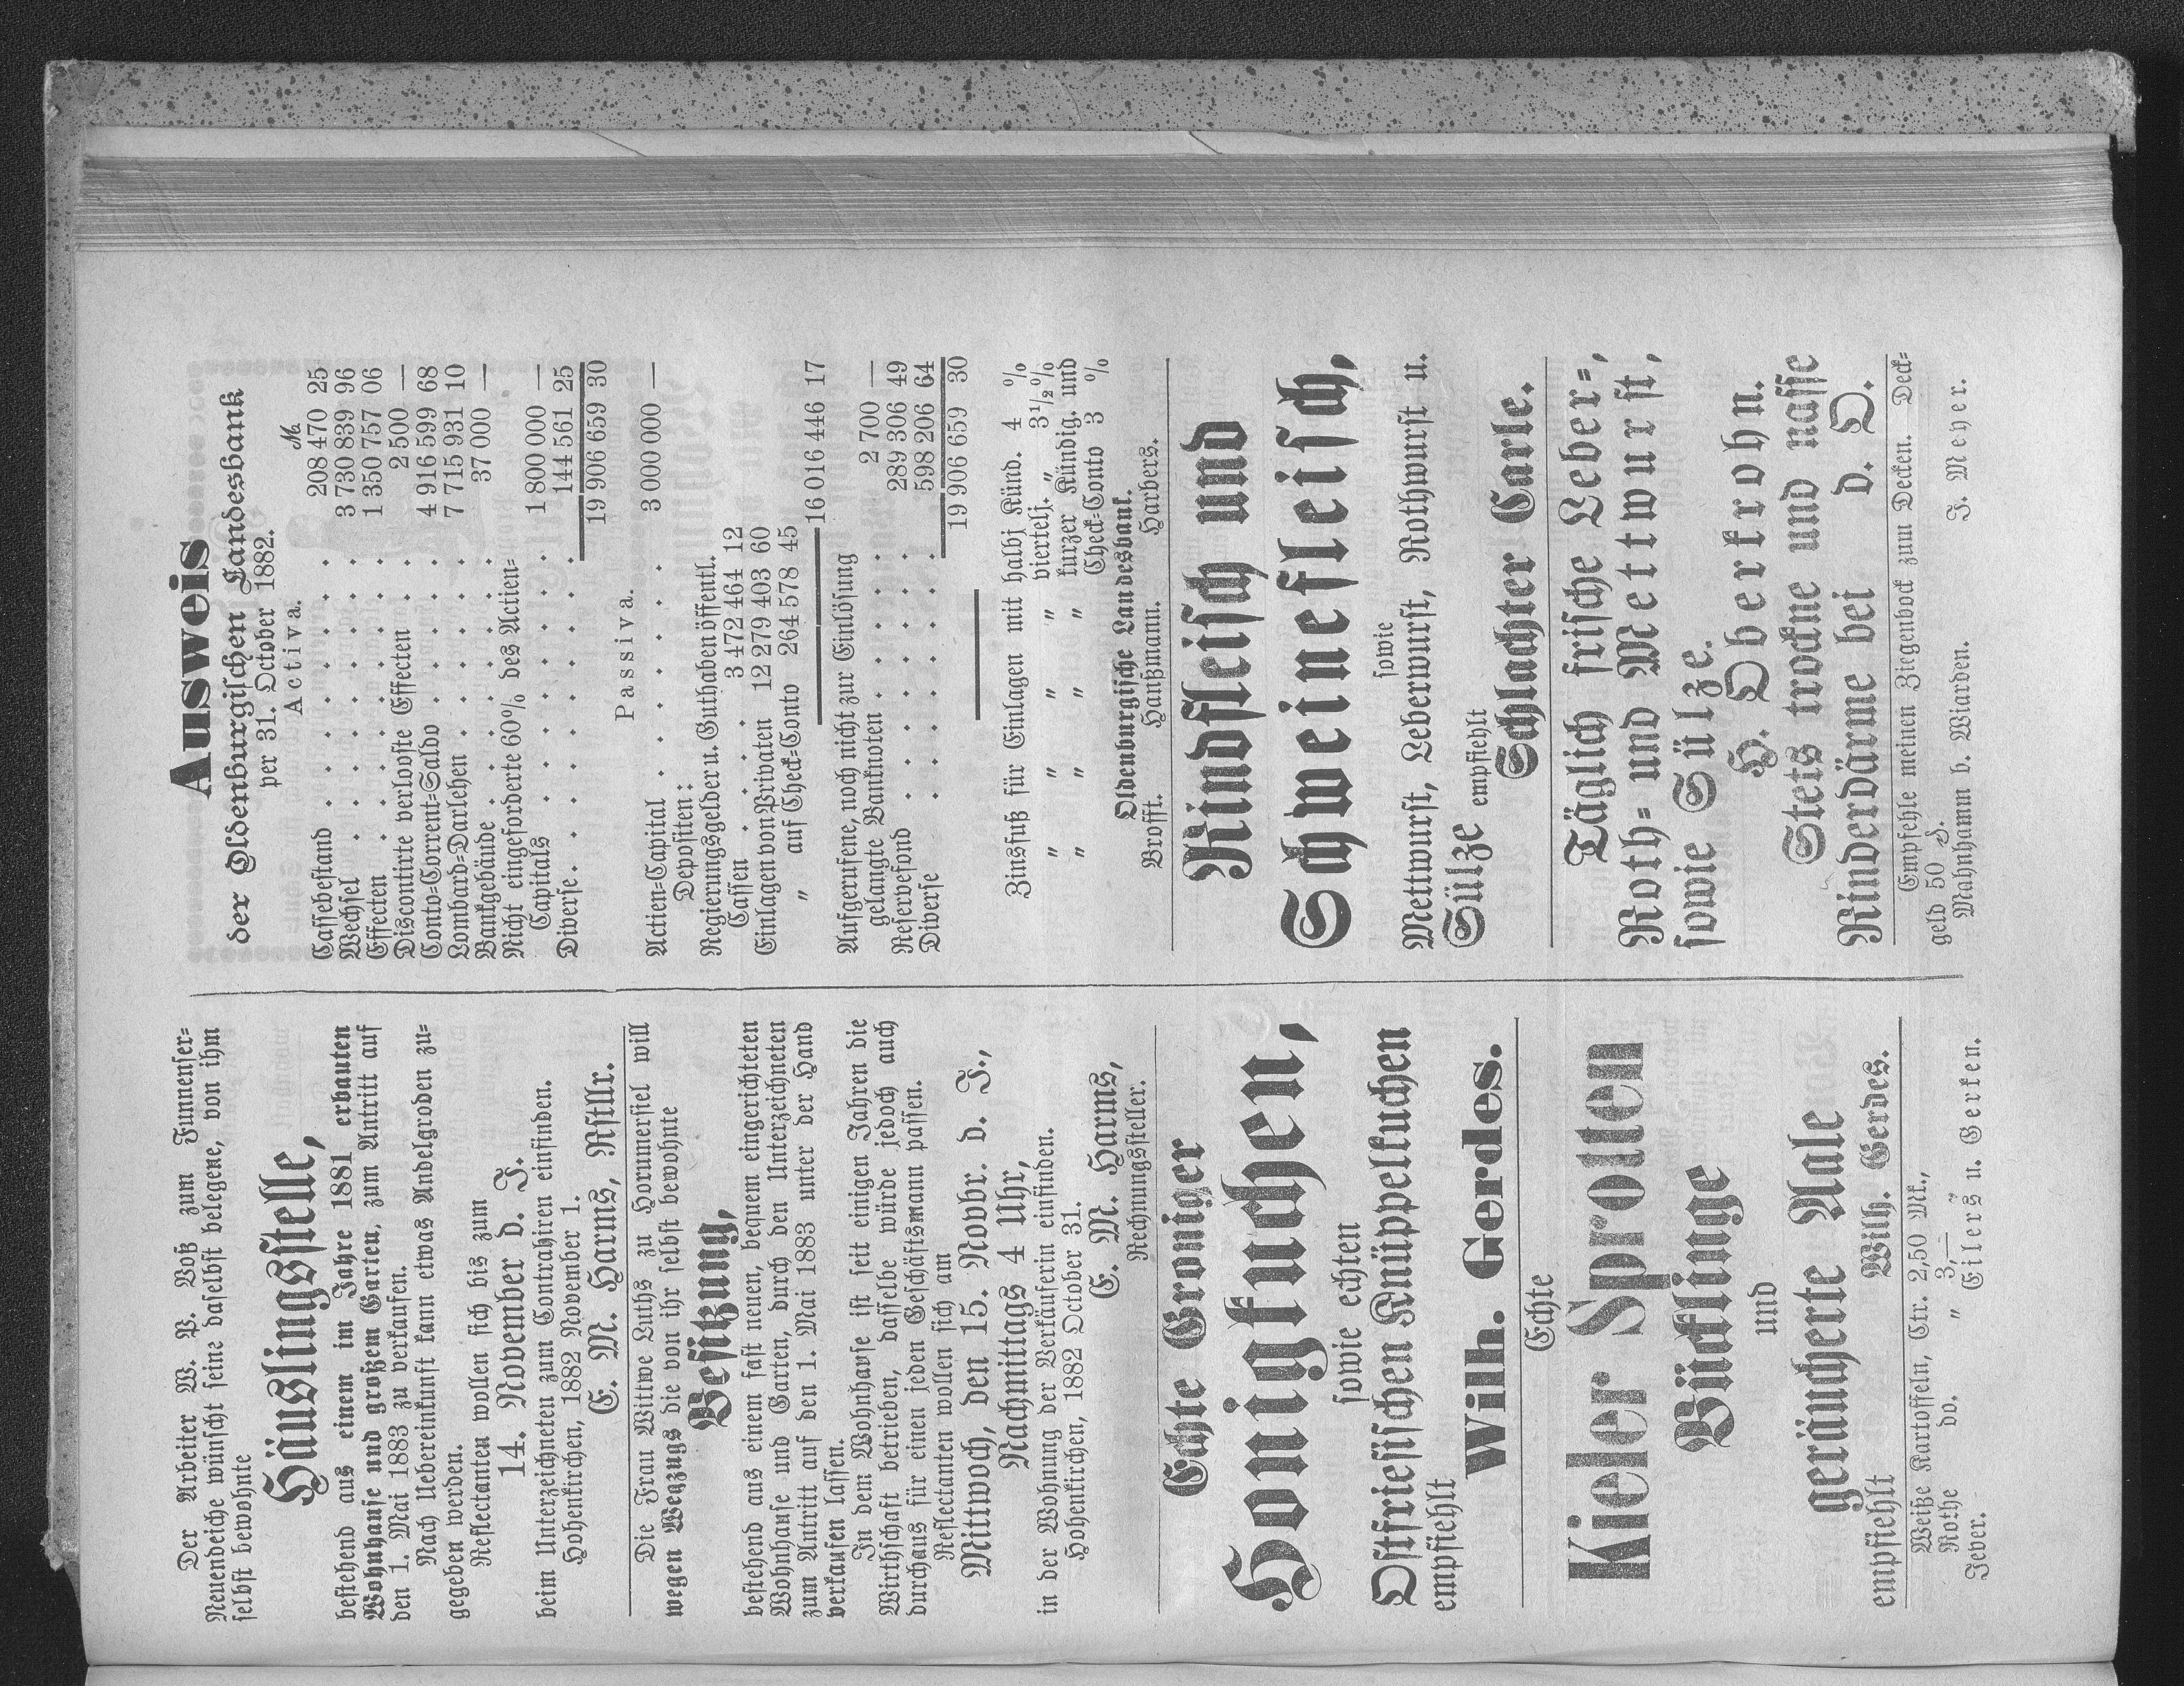 Der Arbeiter W. P. Voß zum Funnenser-
Neuendeiche wünscht seine daselbst belegene, von ihm
selbst bewohnte
Häuslingsstelle,
bestehend aus einem im Jahre 1881 erbauten
Wohnhause und großem Garten, zum Antritt auf
den 1. Mai 1883 zu verkaufen.
Nach Uebereinkunft kann etwas Andelgroden zu-
gegeben werden.
Reflectanten wollen sich bis zum
14. November d. J.
beim Unterzeichneten zum Contrahiren einfinden.
Hohenkirchen, 1882 November 1.
E. M. Harms, Rstllr.
Die Frau Wittwe Luths zu Horumersiel will
wegen Wegzugs die von ihr selbst bewohnte
Besitzung,
bestehend aus einem fast neuen, bequem eingerichteten
Wohnhause und Garten, durch den Unterzeichneten
zum Antritt auf den 1. Mai 1883 unter der Hand
verkaufen lassen.
In dem Wohnhause ist seit einigen Jahren die
Wirthschaft betrieben, dasselbe würde jedoch auch
durchaus für einen jeden Geschäftsmann passen.
Reflectanten wollen sich am
Mittwoch, den 15. Novbr. d. J.,
Nachmittags 4 Uhr,
in der Wohnung der Verkäuferin einfinden.
Hohenkirchen, 1882 October 31.
E. M. Harms,
Rechnungssteller.
Echte Groniger
Honigkuchen,
sowie echten
Ostfriesischen Knüppelkuchen
empfiehlt
Wilh. Gerdes.
Echte
Kieler Sprotten
Bücklinge
und
geräucherte Aale
empfiehlt Wilh. Gerdes.
Weiße Kartoffeln, Ctr. 2,50 Mk.,
Rothe do. „ 3,— „
Jever. Eilers u. Gerken.
Ausweis
der Oldenburgischen Landesbank
per 31. October 1882.
Activa. M.
Cassebestand . . . . . . . 208 470 25
Wechsel . . . . . . . . 3 730 839 96
Effecten . . . . . . . . 1 350 757 06
Discontirte verlooste Effecten . . . 2 500 —
Conto-Corrent-Saldo . . . . . 4 916 599 68
Lombard-Darlehen . . . . . . 7 715 931 10
Bankgebäude . . . . . . . 37 000 —
Nicht eingeforderte 60% des Actien-
Capitals . . . . . . . 1 800 000 —
Diverse . . . . . . . . 144 561 25
19 906 659 30
Passiva.
Actien-Capital . . . . . . 3 000 000 —
Depositen:
Regierungsgelder u. Guthaben öffentl.
Cassen . . . . 3 472 464 12
Einlagen von Privaten 12 279 403 60
„ auf Check-Conto 264 578 45
16 016 446 17
Aufgerufene, noch nicht zur Einlösung
gelangte Banknoten . . . . . 2 700 —
Reservefond . . . . . . . 289 306 49
Diverse . . . . . . . . 598 206 64
19 906 659 30
Zinsfuß für Einlagen mit halbj Künd. 4 %
„ „ „ „ viertelj. „ 3½%
„ „ „ „ kurzer Kündig. und
Check-Conto 3 %
Oldenburgische Landesbank.
Brofft. Haußmann. Harbers.
Rindfleisch und
Schweinefleisch,
sowie
Mettwurst, Leberwurst, Rothwurst u.
Sülze empfiehlt
Schlachter Carle.
Täglich frische Leber-,
Roth- und Mettwurst,
sowie Sülze.
H. Oberkrohn.
Stets trockne und nasse
Rinderdärme bei d. O.
Empfehle meinen Ziegenbock zum Decken. Deck-
geld 50 ₰.
Mahnhamm b. Wiarden. J. Meyer.